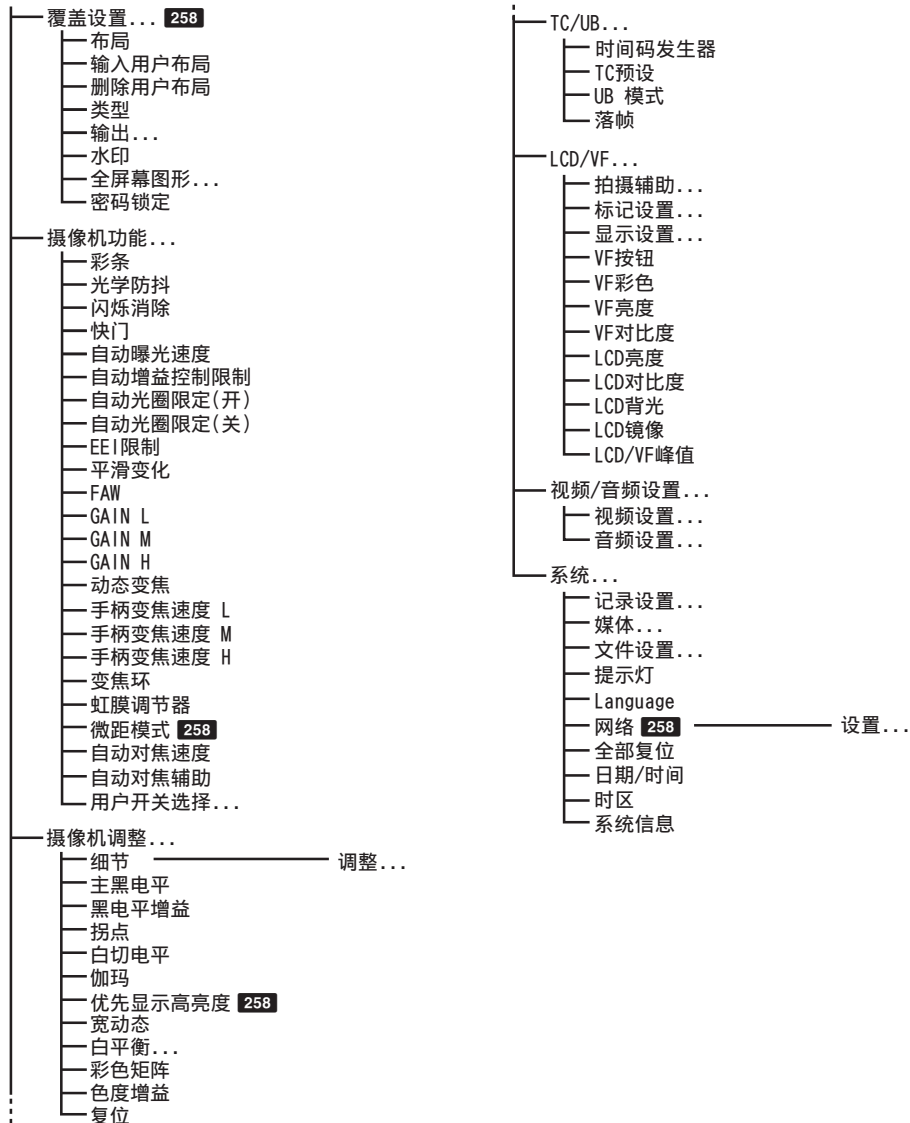 覆盖设置... 258
布局
输入用户布局
删除用户布局
类型
输出...
水印
全屏幕图形...
密码锁定
摄像机功能...
彩条
光学防抖
闪烁消除
快门
自动曝光速度
自动增益控制限制
自动光圈限定(开)
自动光圈限定(关)
EEI限制
平滑变化
FAW
GAIN L
GAIN M
GAIN H
动态变焦
手柄变焦速度 L
手柄变焦速度 M
手柄变焦速度 H
变焦环
虹膜调节器
微距模式 258
自动对焦速度
自动对焦辅助
用户开关选择...
摄像机调整...
细节 调整...
主黑电平
黑电平增益
拐点
白切电平
伽玛
优先显示高亮度 258
宽动态
白平衡...
彩色矩阵
色度增益
复位
TC/UB...
时间码发生器
TC预设
UB 模式
落帧
LCD/VF...
拍摄辅助...
标记设置...
显示设置...
VF按钮
VF彩色
VF亮度
VF对比度
LCD亮度
LCD对比度
LCD背光
LCD镜像
LCD/VF峰值
视频/音频设置...
视频设置...
音频设置...
系统...
记录设置...
媒体...
文件设置...
提示灯
Language
网络 258 设置...
全部复位
日期/时间
时区
系统信息